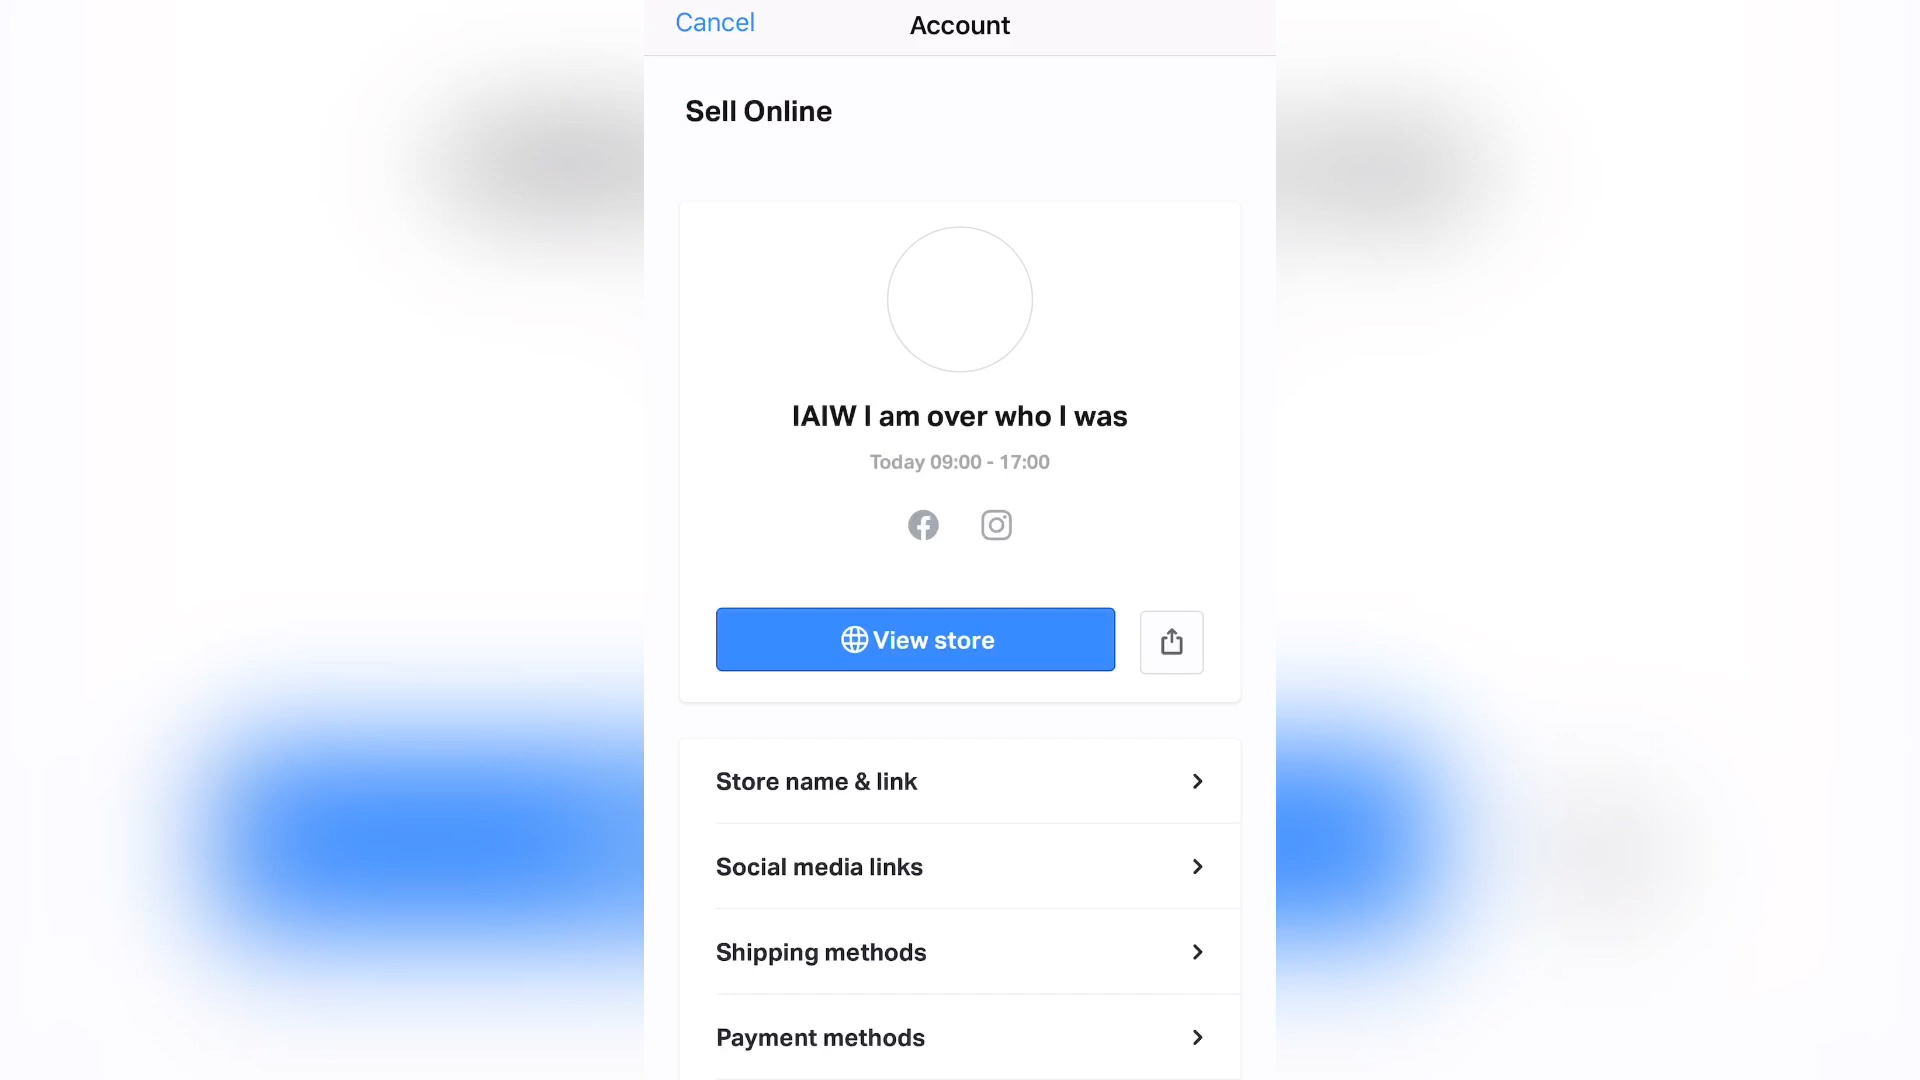 Cancel
Account
Sell Online
IAIW I am over who I was
Today 09:00 - 17:00
View store
Store name & link
Social media links
Shipping methods
Payment methods